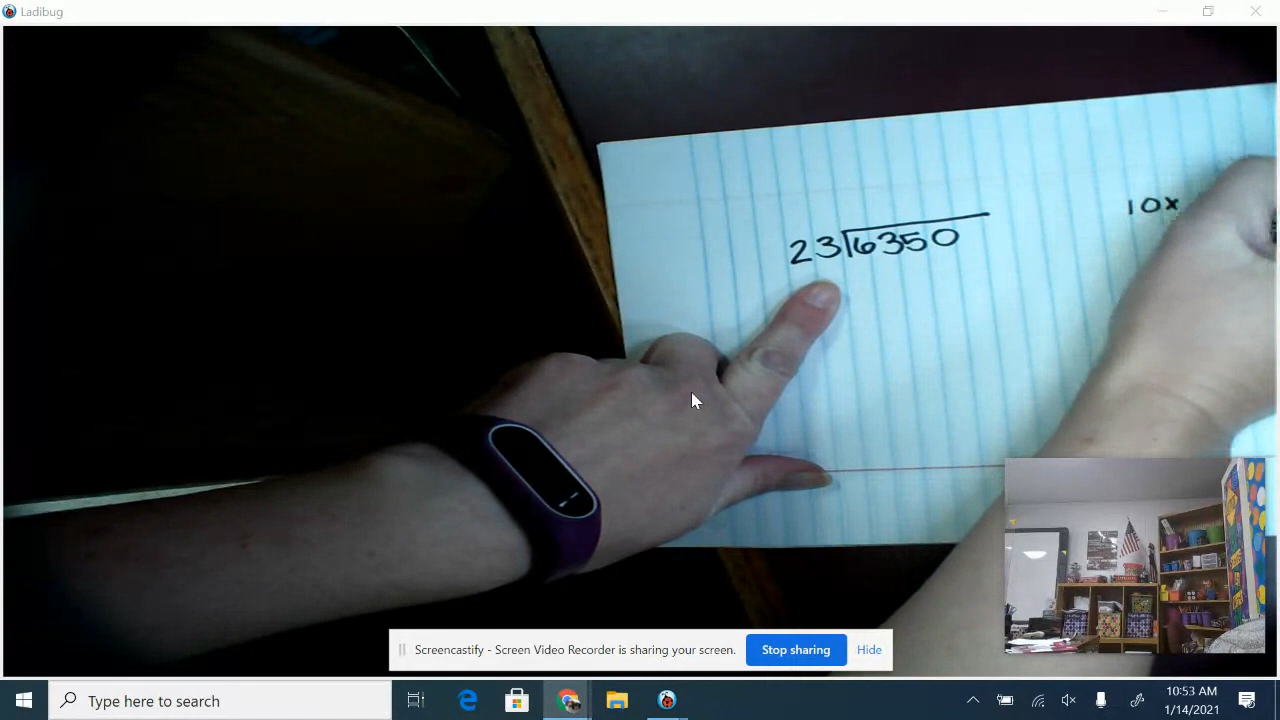 Ladibug
10x
23)6350
Screencastify - Screen Video Recorder is sharing your screen.
Stop sharing
Hide
Type here to search
10:53 AM
1/14/2021